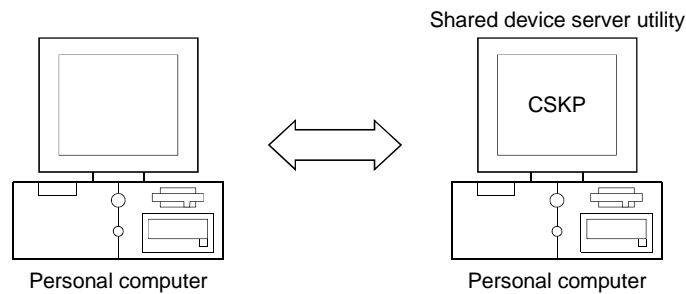 Shared device server utility
CSKP
Personal computer
Personal computer